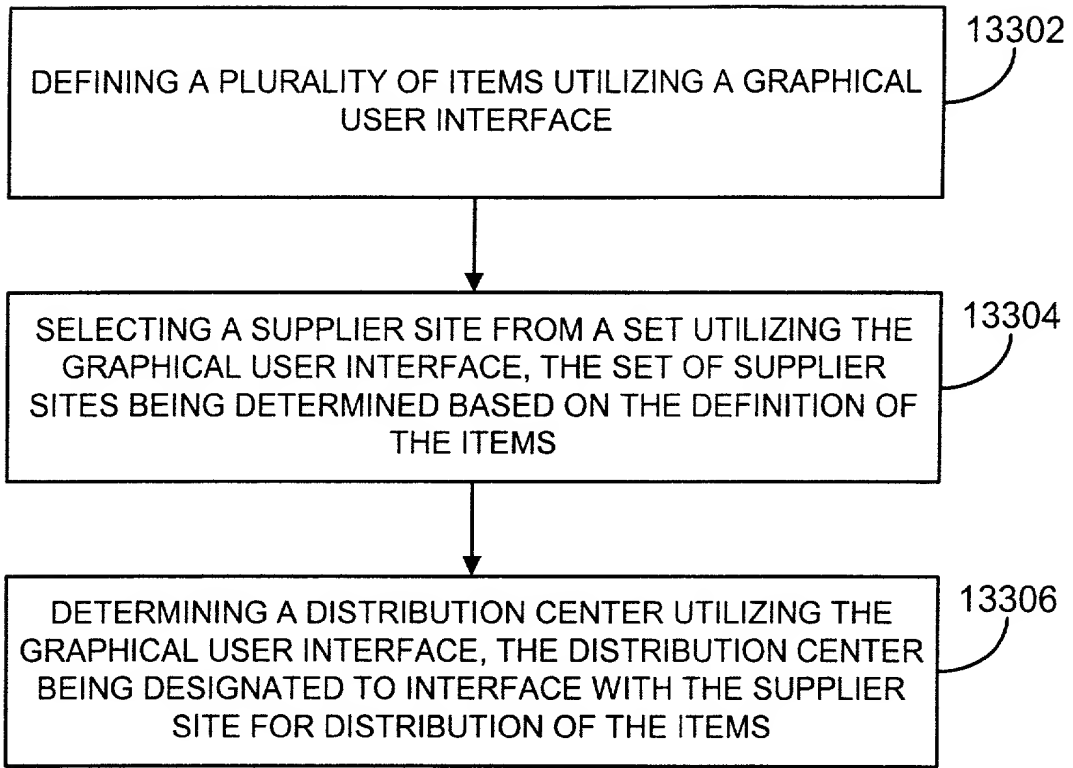 13302
DEFINING A PLURALITY OF ITEMS UTILIZING A GRAPHICAL
USER INTERFACE
13304
SELECTING A SUPPLIER SITE FROM A SET UTILIZING THE
GRAPHICAL USER INTERFACE, THE SET OF SUPPLIER
SITES BEING DETERMINED BASED ON THE DEFINITION OF
THE ITEMS
13306
DETERMINING A DISTRIBUTION CENTER UTILIZING THE
GRAPHICAL USER INTERFACE, THE DISTRIBUTION CENTER
BEING DESIGNATED TO INTERFACE WITH THE SUPPLIER
SITE FOR DISTRIBUTION OF THE ITEMS